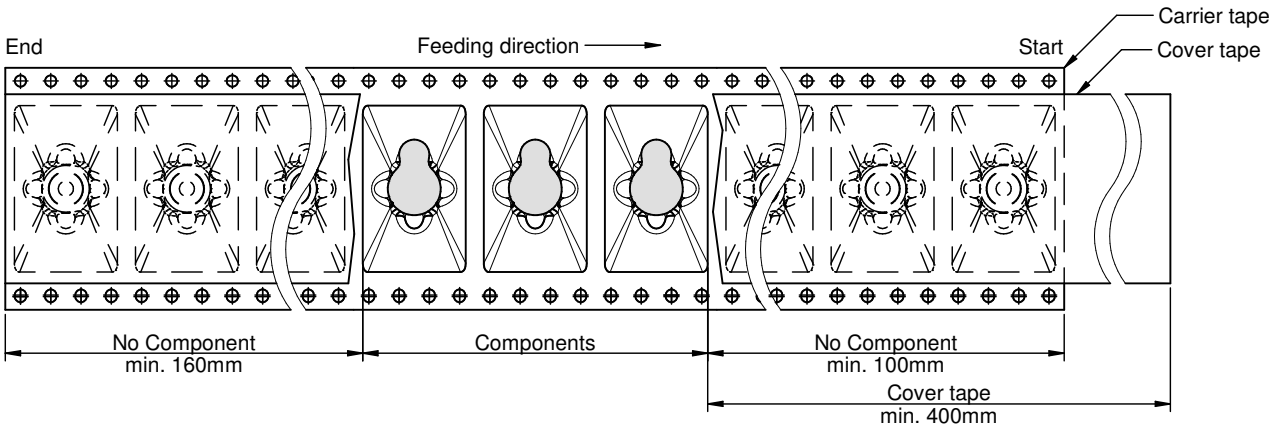 Carrier tape
End
Feeding direction
Start
Cover tape
No Component
min. 160mm
Components
No Component
min. 100mm
Cover tape
min. 400mm